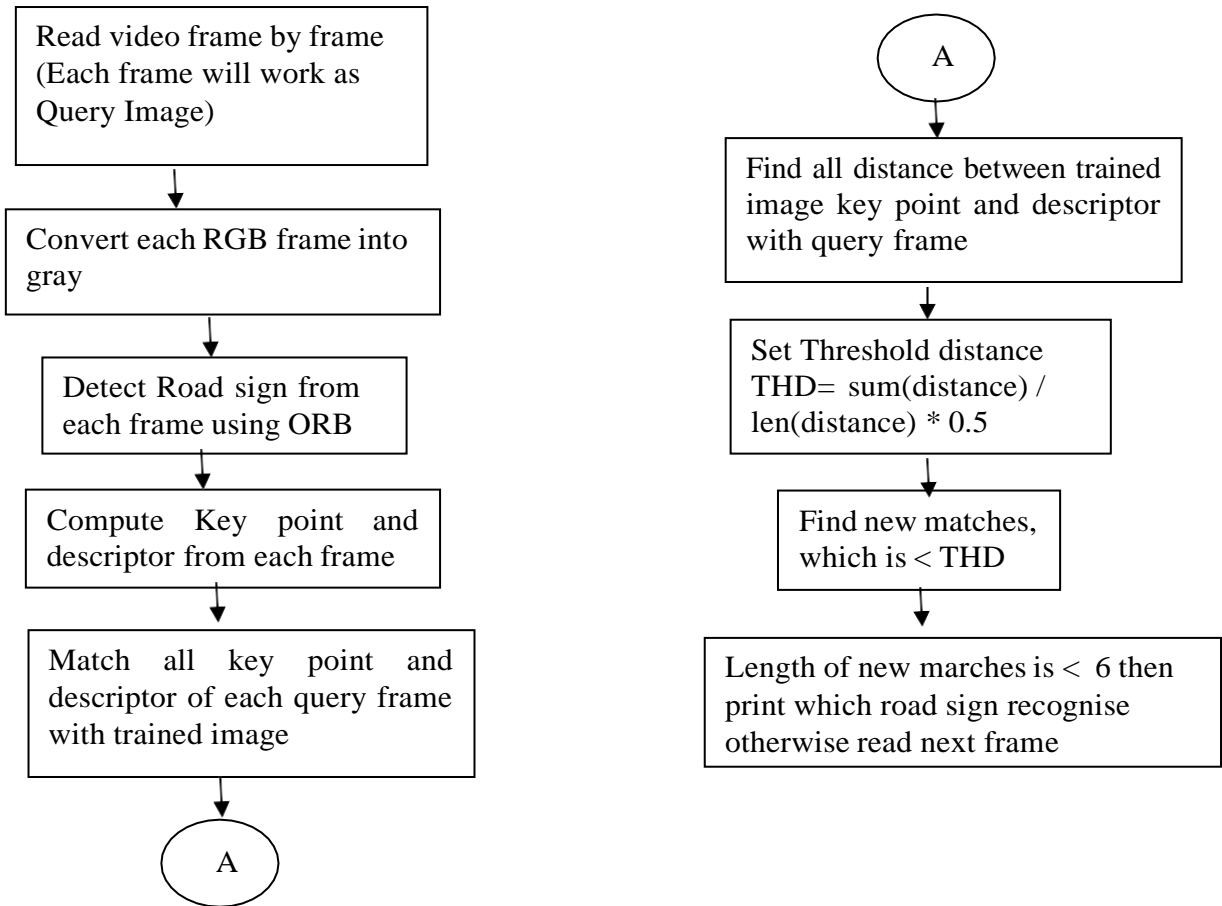 Read video frame by frame
(Each frame will work as
Query Image)
Convert each RGB frame into
gray
Detect Road sign from
each frame using ORB
Compute Key point and
descriptor from each frame
Match all key point and
descriptor of each query frame
with trained image
A
A
Find all distance between trained
image key point and descriptor
with query frame
Set Threshold distance
THD= sum(distance) /
len(distance) * 0.5
Find new matches,
which is < THD
Length of new marches is < 6 then
print which road sign recognise
otherwise read next frame